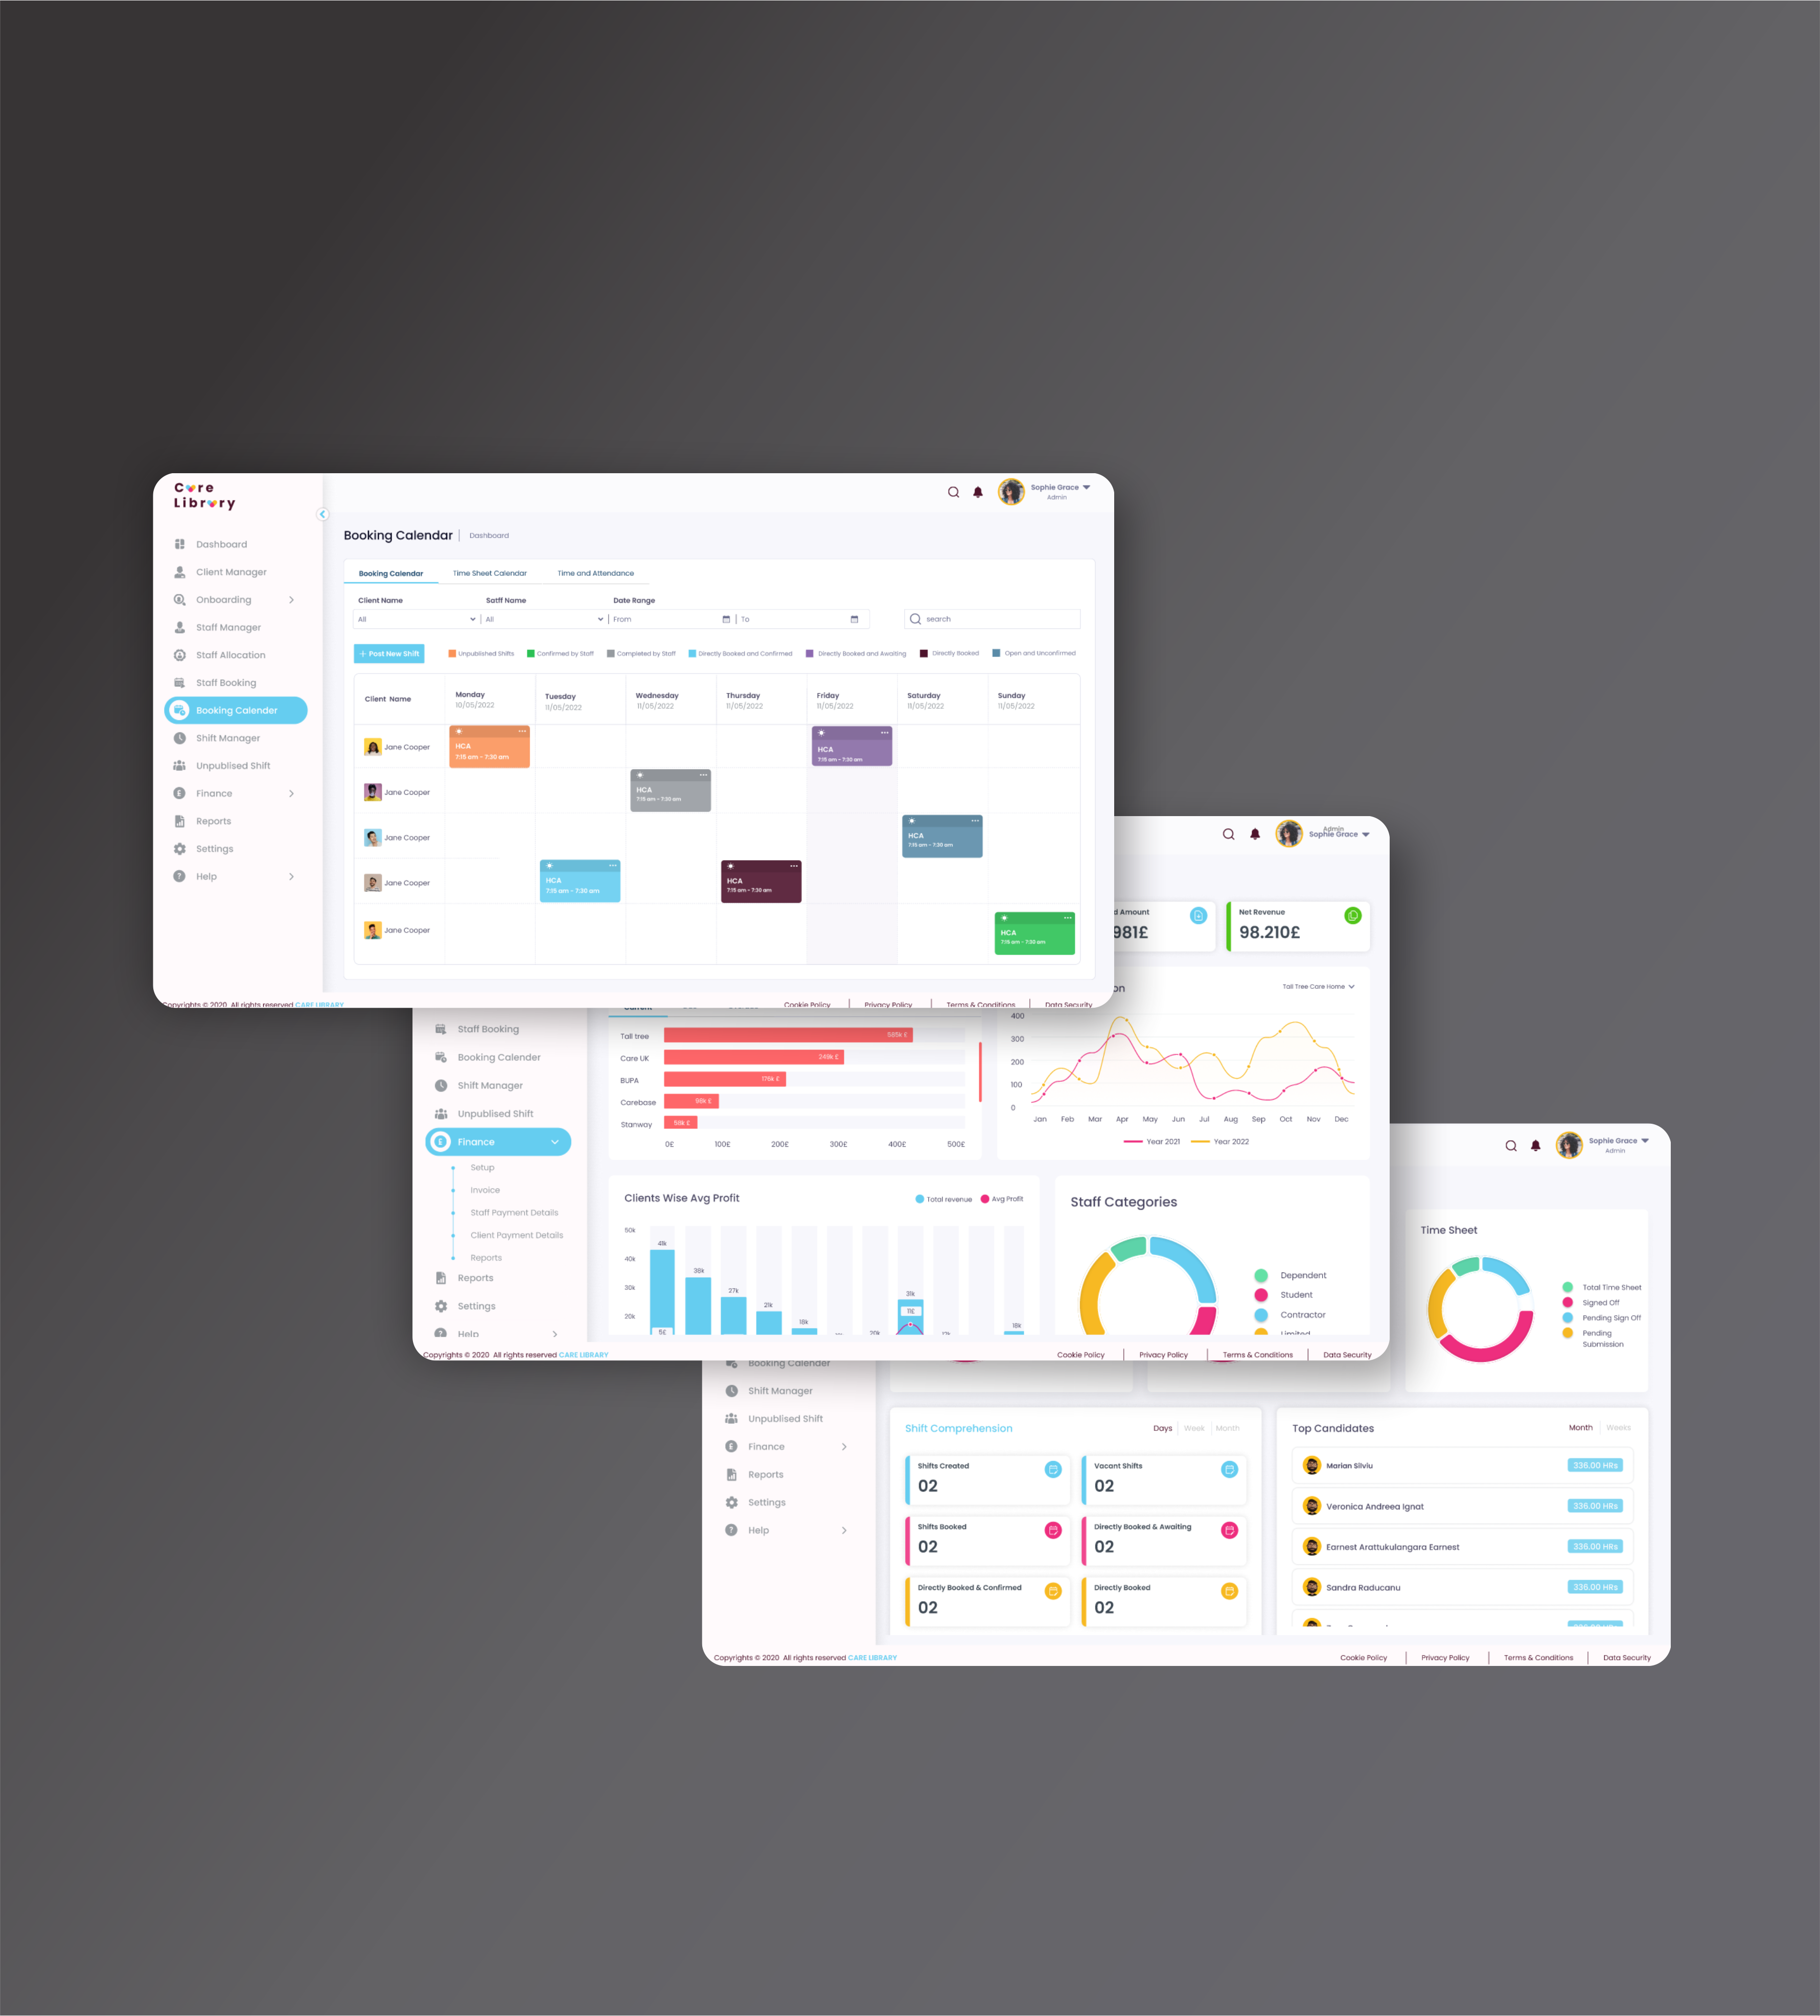 Care
Library
Sophie Grace
Admin
Booking Calendar
Dashboard
Dashboard
Client Manager
Onboarding
Staff Manager
Staff Allocation
Staff Booking
Booking Calender
Shift Manager
Unpublised Shift
Finance
Reports
Settings
Help
Booking Calendar Time Sheet Calendar Time and Attendance
Client Name Satff Name Date Range
All All From To search
+ Post New Shift Unpublished Shifts Confirmed by Staff Completed by Staff Directly Booked and Confirmed Directly Booked and Awaiting Directly Booked Open and Unconfirmed
Client Name Monday Tuesday Wednesday Thursday Friday Saturday Sunday
10/05/2022 11/05/2022 11/05/2022 11/05/2022 11/05/2022 11/05/2022 11/05/2022
Jane Cooper
HCA
7:15 am - 7:30 am
HCA
7:15 am - 7:30 am
Jane Cooper
HCA
7:15 am - 7:30 am
Jane Cooper
HCA
7:15 am - 7:30 am
Jane Cooper
HCA
7:15 am - 7:30 am
HCA
7:15 am - 7:30 am
Jane Cooper
HCA
7:15 am - 7:30 am
Copyrights © 2020 All rights reserved CARE LIBRARY
Cookie Policy Privacy Policy Terms & Conditions Data Security
Admin
Sophie Grace
d Amount
981£
Net Revenue
98.210£
on
Tall Tree Care Home
Staff Booking
Booking Calender
Shift Manager
Unpublised Shift
Finance
Setup
Invoice
Staff Payment Details
Client Payment Details
Reports
Reports
Settings
Help
Current
Tall tree 585k £
Care UK 249k £
BUPA 176k £
Carebase 98k £
Stanway 58k £
0£ 100£ 200£ 300£ 400£ 500£
400
300
200
100
0
Jan Feb Mar Apr May Jun Jul Aug Sep Oct Nov Dec
Year 2021 Year 2022
Clients Wise Avg Profit
Total revenue Avg Profit
50k
40k
30k
20k
41k
38k
27k
21k
18k
20k
31k
11£
18k
5£
Staff Categories
Dependent
Student
Contractor
Limited
Copyrights © 2020 All rights reserved CARE LIBRARY
Cookie Policy Privacy Policy Terms & Conditions Data Security
Sophie Grace
Admin
Time Sheet
Total Time Sheet
Signed Off
Pending Sign Off
Pending
Submission
Booking Calender
Shift Manager
Unpublised Shift
Finance
Reports
Settings
Help
Shift Comprehension
Days Week Month
Shifts Created
02
Vacant Shifts
02
Shifts Booked
02
Directly Booked & Awaiting
02
Directly Booked & Confirmed
02
Directly Booked
02
Top Candidates
Month Weeks
Marian Silviu 336.00 HRs
Veronica Andreea Ignat 336.00 HRs
Earnest Arattukulangara Earnest 336.00 HRs
Sandra Raducanu 336.00 HRs
Copyrights © 2020 All rights reserved CARE LIBRARY
Cookie Policy Privacy Policy Terms & Conditions Data Security